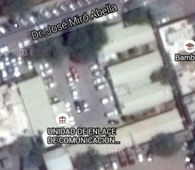 Dr. José Miró Abella
Bamb
UNIDAD DE ENLACE
DE COMUNICACIÓN...